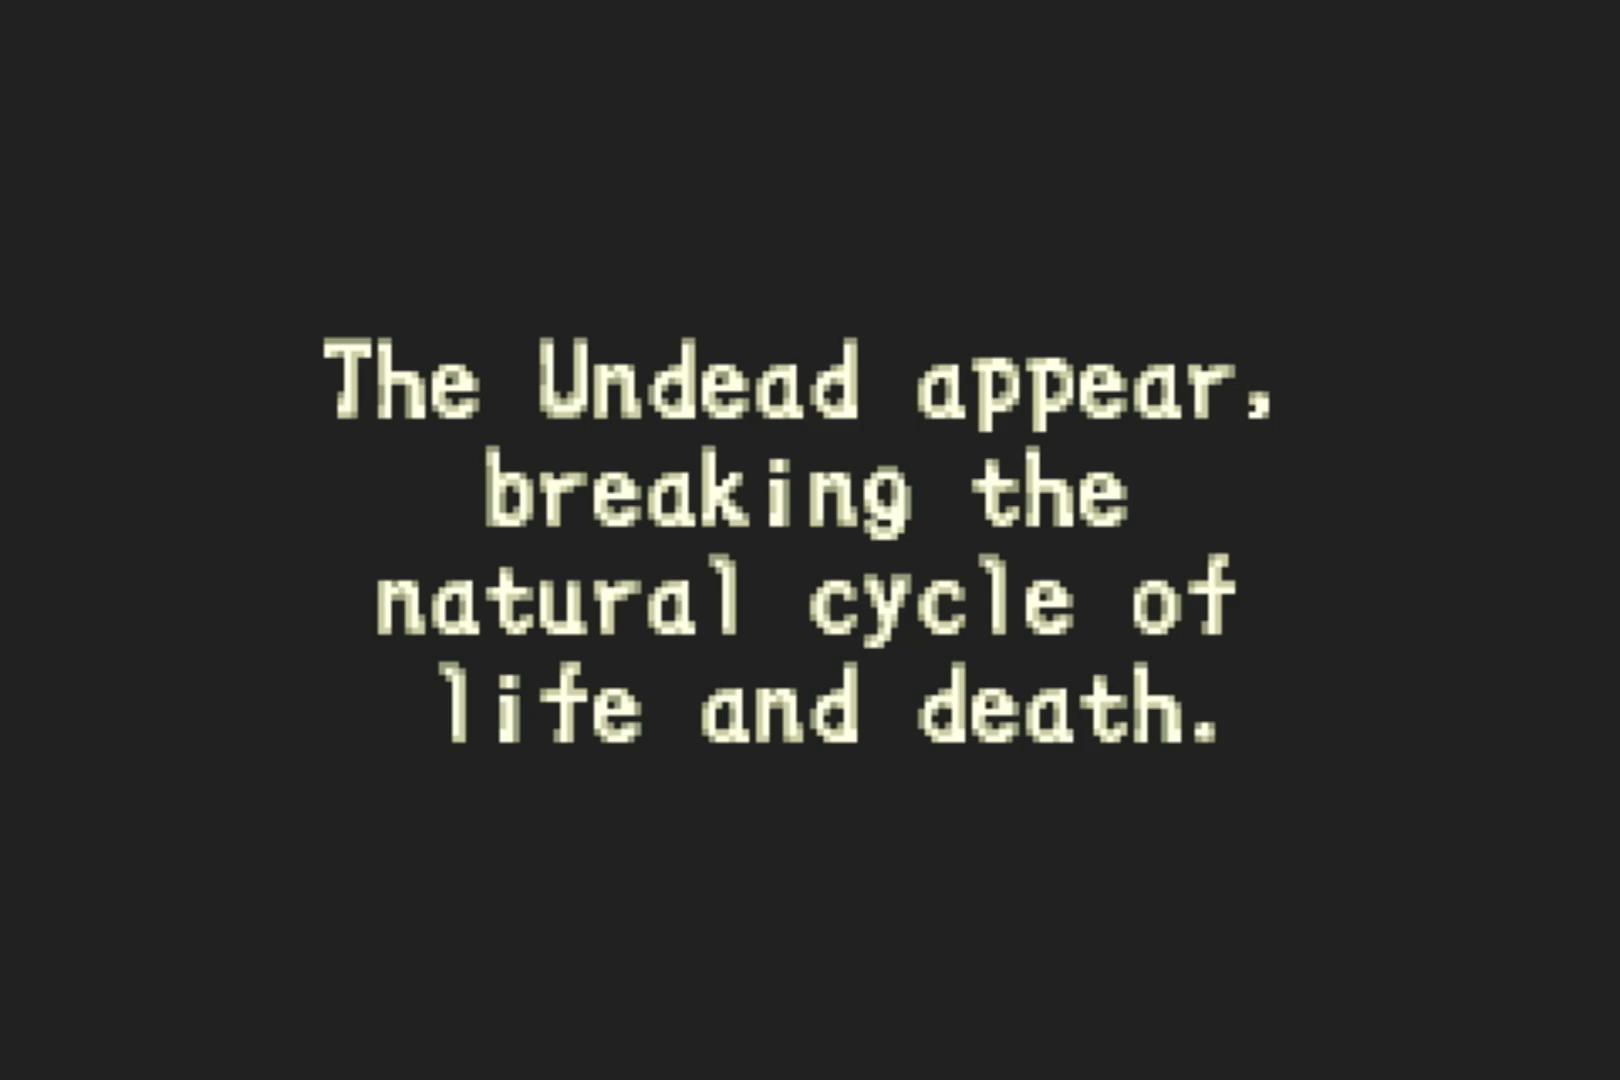 The Undead appear,
breaking the
natural cycle of
life and death.